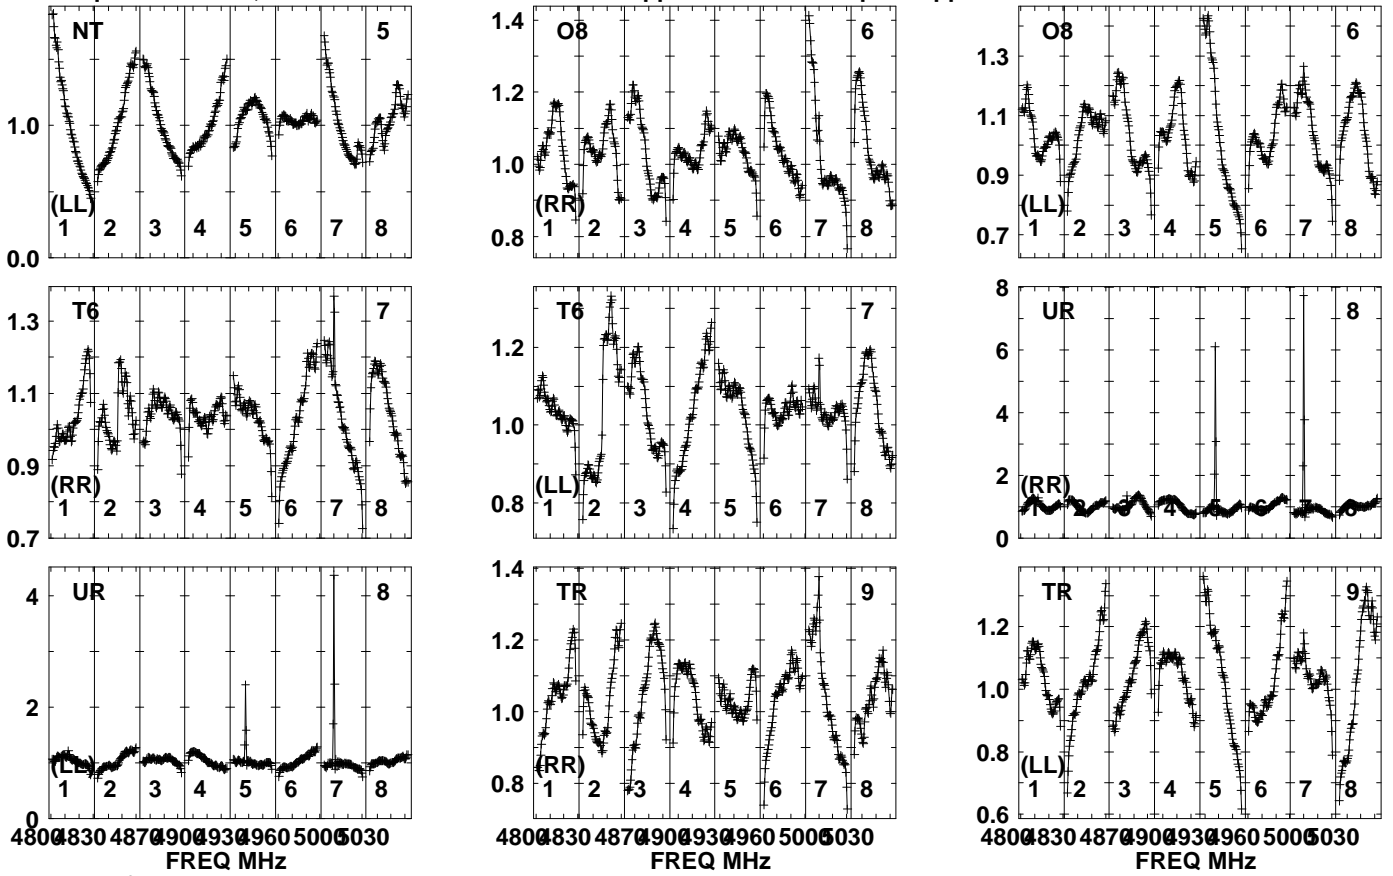 NT 5
1.0
(LL)
1 2 3 4 5 6 7 8
0.0
O8 6
1.4
1.2
1.0
(RR)
1 2 3 4 5 6 7 8
0.8
O8 6
1.3
1.1
0.9
(LL)
1 2 3 4 5 6 7 8
0.7
T6 7
1.3
1.1
0.9
(RR)
1 2 3 4 5 6 7 8
0.7
T6 7
1.2
1.0
(LL)
0.8
1 2 3 4 5 6 7 8
UR 8
8
6
4
2
(RR)
1 2 3 4 5 6 7 8
0
UR 8
4
2
(LL)
1 2 3 4 5 6 7 8
0
4800 4830 4870 4900 4930 4960 5000 5030
FREQ MHz
TR 9
1.4
1.2
1.0
(RR)
0.8
1 2 3 4 5 6 7 8
4800 4830 4870 4900 4930 4960 5000 5030
FREQ MHz
TR 9
1.2
1.0
0.8
(LL)
1 2 3 4 5 6 7 8
0.6
4800 4830 4870 4900 4930 4960 5000 5030
FREQ MHz